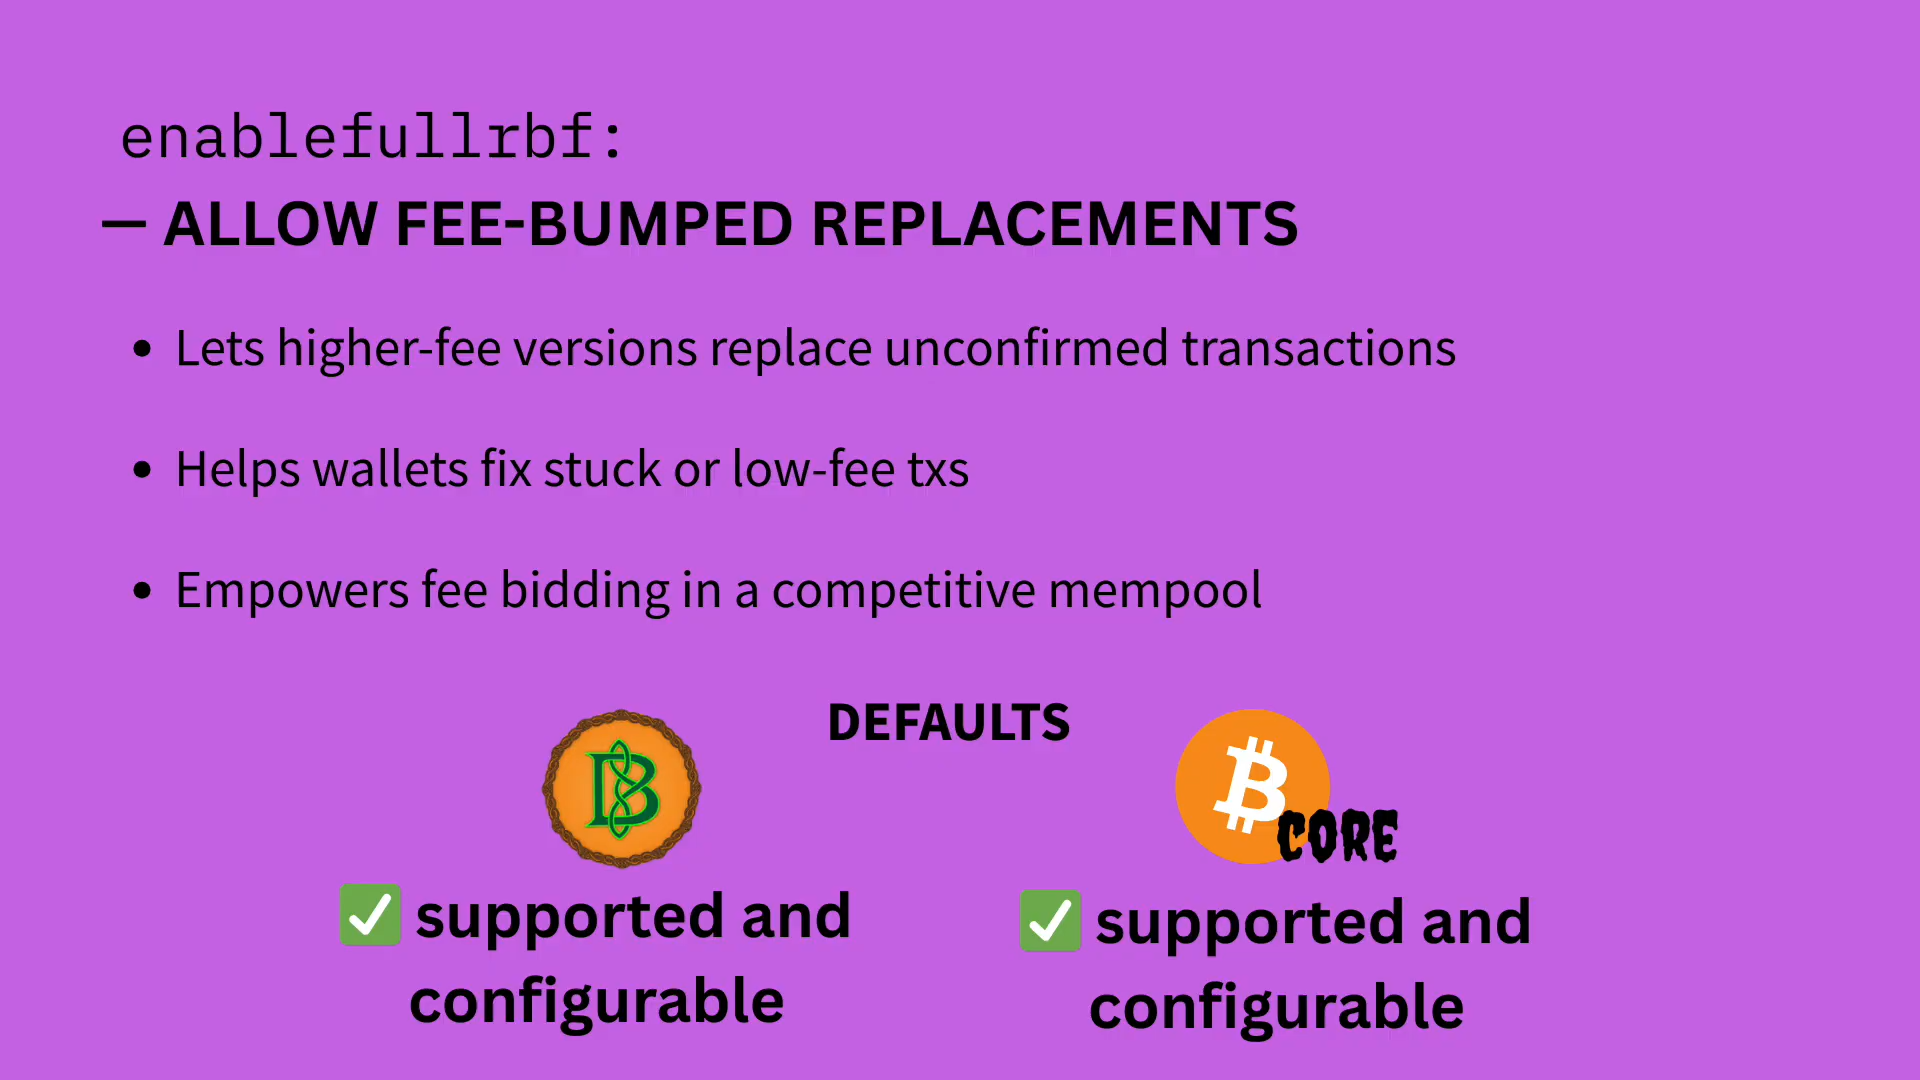 enablefullrbf:
— ALLOW FEE-BUMPED REPLACEMENTS
• Lets higher-fee versions replace unconfirmed transactions
• Helps wallets fix stuck or low-fee txs
• Empowers fee bidding in a competitive mempool
DEFAULTS
B
₿
CORE
✅ supported and
configurable
✅ supported and
configurable